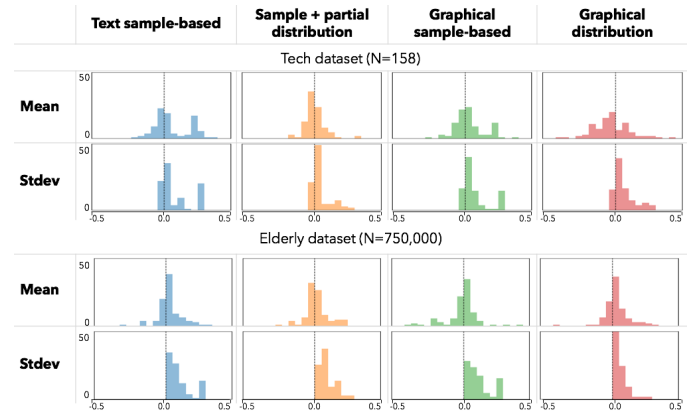 Text sample-based
Sample + partial
distribution
Graphical
sample-based
Graphical
distribution
Tech dataset (N=158)
Mean
50
0
Stdev
50
0
-0.5 0.0 0.5 -0.5 0.0 0.5 -0.5 0.0 0.5 -0.5 0.0 0.5
Elderly dataset (N=750,000)
Mean
50
0
Stdev
50
0
-0.5 0.0 0.5 -0.5 0.0 0.5 -0.5 0.0 0.5 -0.5 0.0 0.5